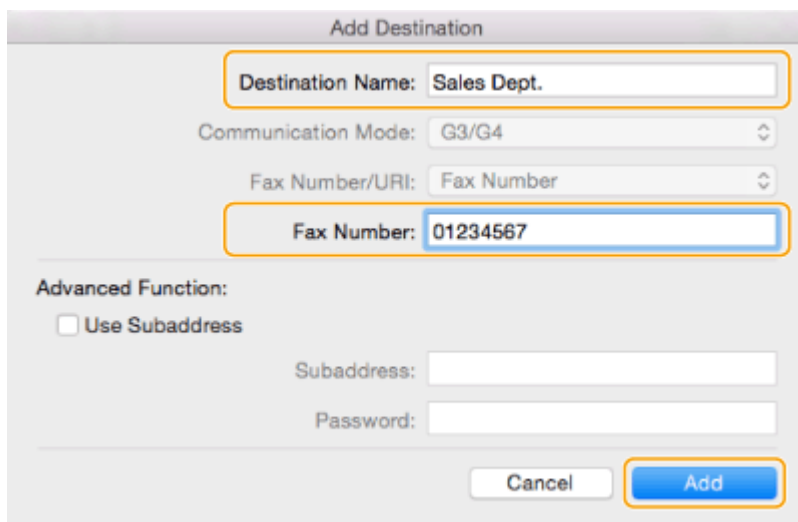 Add Destination
Destination Name: Sales Dept.
Communication Mode: G3/G4
Fax Number/URI: Fax Number
Fax Number: 01234567
Advanced Function:
Use Subaddress
Subaddress:
Password:
Cancel Add